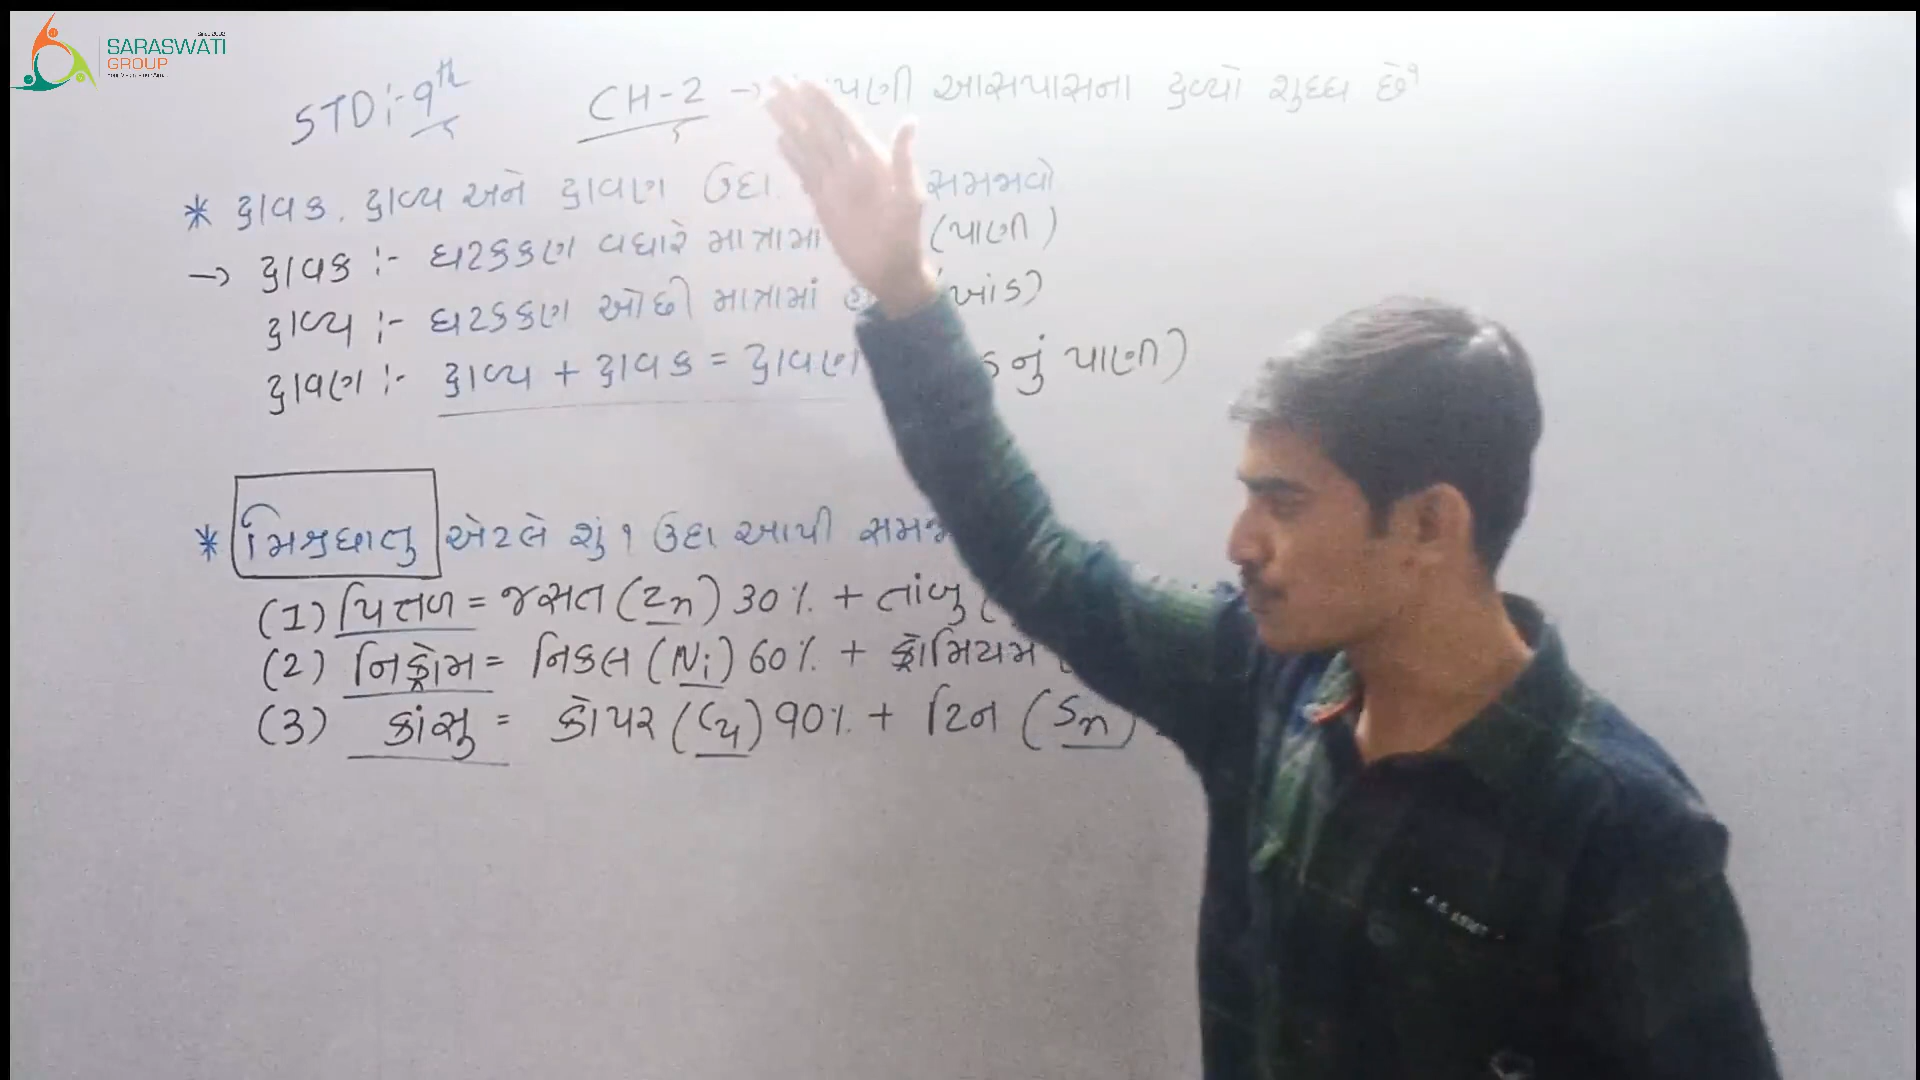 SARASWATI
GROUP
STD:- 9th
CH-2 → પણી આસપાસના દ્રવ્યો શુદ્ધ છે?
* દ્રાવક, દ્રાવ્ય અને દ્રાવણ ઉદા. સમજાવો
→ દ્રાવક :- ઘટકકણ વધારે માત્રામાં (પાણી)
દ્રાવ્ય :- ઘટકકણ ઓછી માત્રામાં ખાંડ)
દ્રાવણ :- દ્રાવ્ય + દ્રાવક = દ્રાવણ નું પાણી)
* મિશ્રધાતુ એટલે શું? ઉદા આપી
(1) પિત્તળ = જસત (Zn) 30%. + તાંબુ (
(2) નિક્રોમ = નિકલ (Ni) 60%. + ક્રોમિયમ
(3) કાંસુ = કોપર (Cu) 90%. + ટિન (Sn)